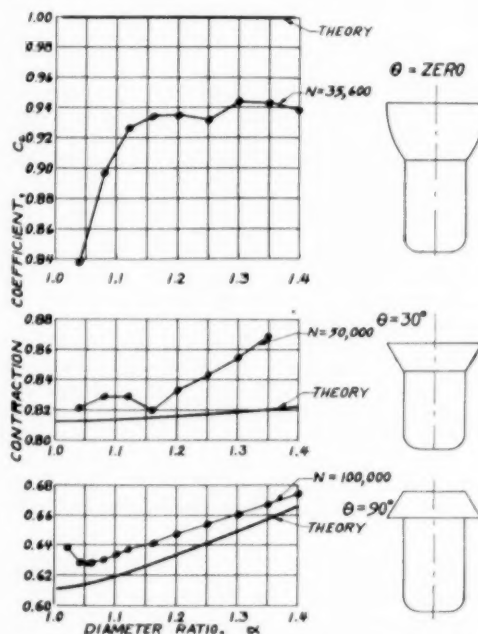 1.00
THEORY
0.98
θ = ZERO
0.96
N=35,600
0.94
0.92
0.90
0.88
0.86
0.84
1.0 1.1 1.2 1.3 1.4
CONTRACTION COEFFICIENT, Cc
0.88
θ=30°
N=50,000
0.86
0.84
THEORY
0.82
0.80
1.0 1.1 1.2 1.3 1.4
0.68
N=100,000
0.66
θ=90°
THEORY
0.64
0.62
0.60
1.0 1.1 1.2 1.3 1.4
DIAMETER RATIO, α